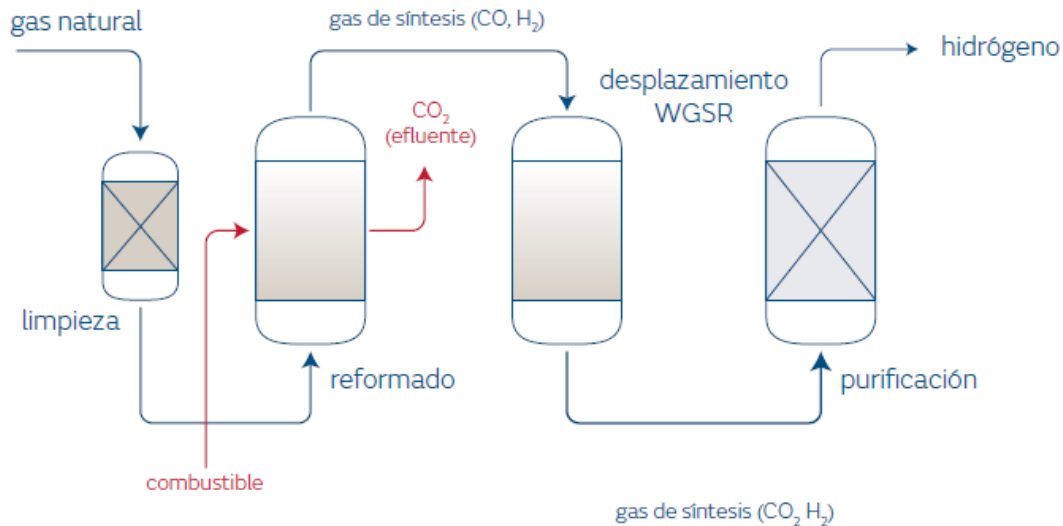 gas natural
gas de síntesis (CO, H₂)
hidrógeno
desplazamiento
WGSR
CO₂
(efluente)
limpieza
reformado
purificación
combustible
gas de síntesis (CO₂ H₂)